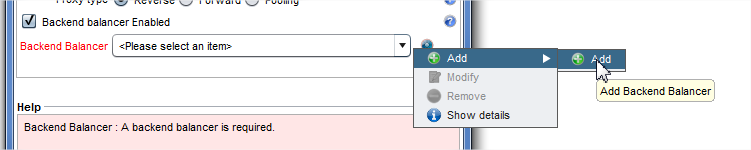 Proxy type Reverse Forward Pooling
Backend balancer Enabled
Backend Balancer <Please select an item>
Add Add
Modify
Add Backend Balancer
Remove
Help
Show details
Backend Balancer : A backend balancer is required.